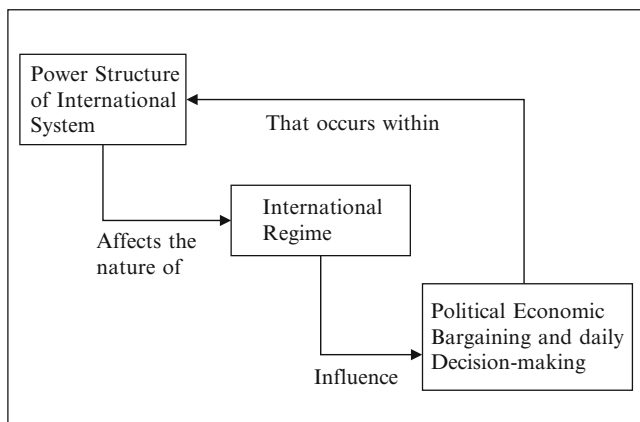 Power Structure
of International
System
That occurs within
International
Regime
Affects the
nature of
Political Economic
Bargaining and daily
Decision-making
Influence